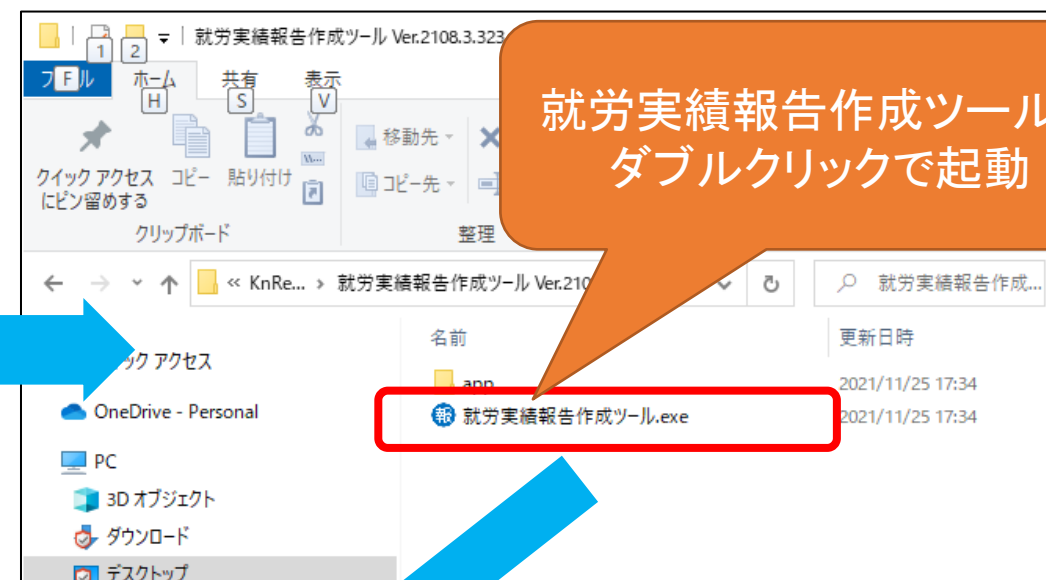 就労実績報告作成ツール Ver.2108.3.323
1 2
フ F ル ホーム 共有 表示
H S V
就労実績報告作成ツール
ダブルクリックで起動
移動先
コピー先
クイック アクセス
にピン留めする
コピー
貼り付け
クリップボード
整理
« KnRe... › 就労実績報告作成ツール Ver.210
就労実績報告作成...
名前
更新日時
ック アクセス
app
2021/11/25 17:34
OneDrive - Personal
就労実績報告作成ツール.exe
2021/11/25 17:34
PC
3D オブジェクト
ダウンロード
デスクトップ